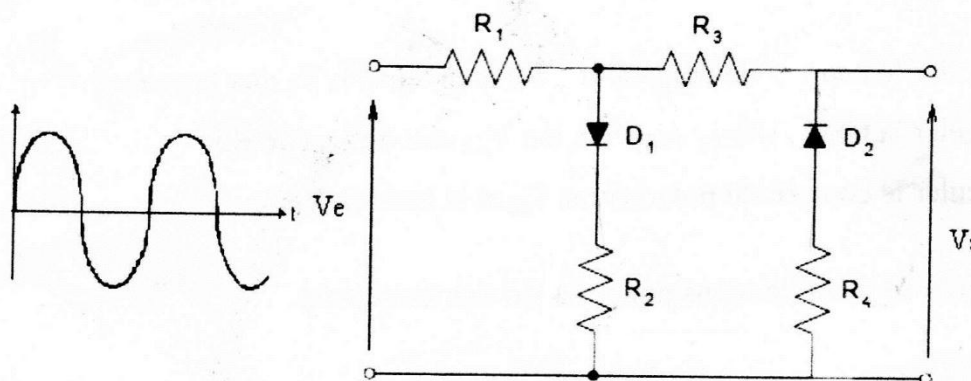 R₁ R₃
D₁ D₂
t Ve
R₂ R₄